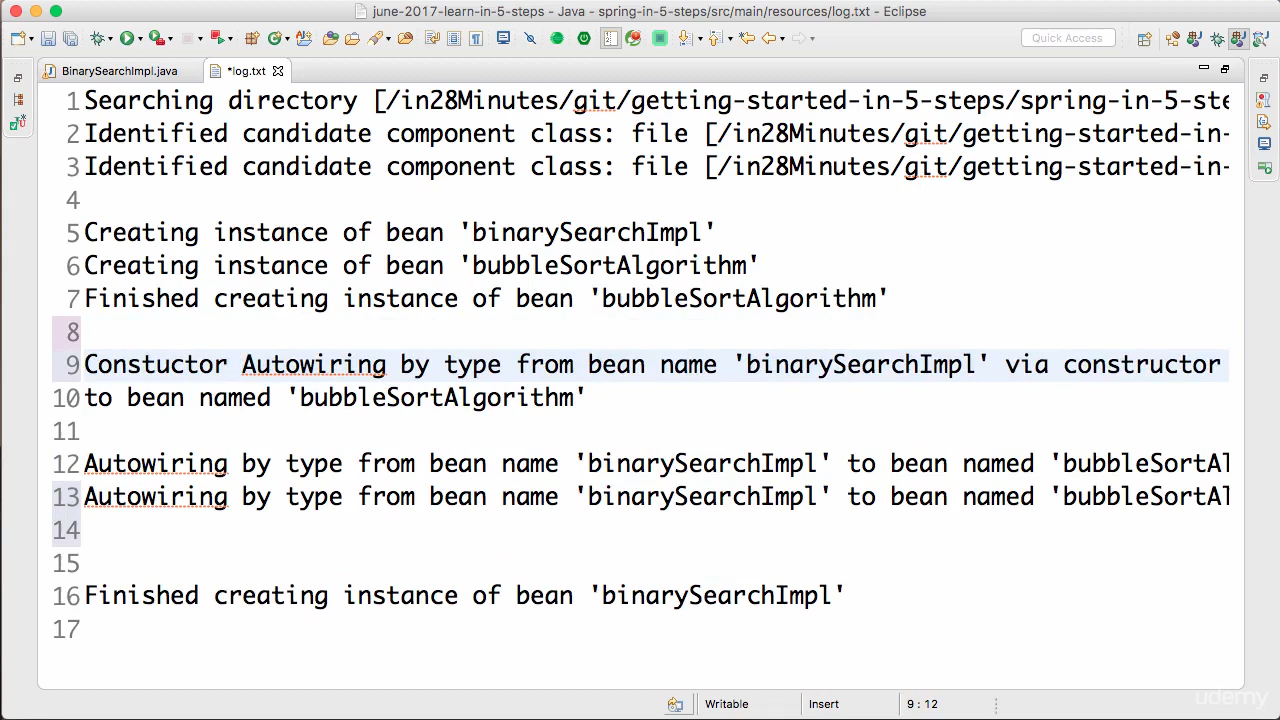 june-2017-learn-in-5-steps - Java - spring-in-5-steps/src/main/resources/log.txt - Eclipse
Quick Access
BinarySearchImpl.java
*log.txt
1 Searching directory [/in28Minutes/git/getting-started-in-5-steps/spring-in-5-ste
2 Identified candidate component class: file [/in28Minutes/git/getting-started-in-
3 Identified candidate component class: file [/in28Minutes/git/getting-started-in-
4
5 Creating instance of bean 'binarySearchImpl'
6 Creating instance of bean 'bubbleSortAlgorithm'
7 Finished creating instance of bean 'bubbleSortAlgorithm'
8
9 Constuctor Autowiring by type from bean name 'binarySearchImpl' via constructor
10 to bean named 'bubbleSortAlgorithm'
11
12 Autowiring by type from bean name 'binarySearchImpl' to bean named 'bubbleSortAl
13 Autowiring by type from bean name 'binarySearchImpl' to bean named 'bubbleSortAl
14
15
16 Finished creating instance of bean 'binarySearchImpl'
17
Writable
Insert
9 : 12
udemy